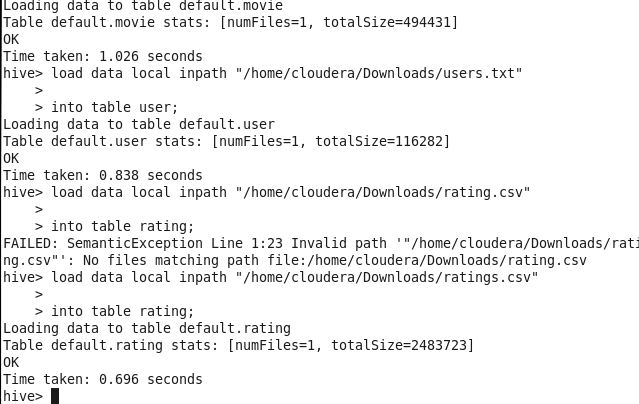 Loading data to table default.movie
Table default.movie stats: [numFiles=1, totalSize=494431]
OK
Time taken: 1.026 seconds
hive> load data local inpath "/home/cloudera/Downloads/users.txt"
    >
    > into table user;
Loading data to table default.user
Table default.user stats: [numFiles=1, totalSize=116282]
OK
Time taken: 0.838 seconds
hive> load data local inpath "/home/cloudera/Downloads/rating.csv"
    >
    > into table rating;
FAILED: SemanticException Line 1:23 Invalid path '"/home/cloudera/Downloads/rati
ng.csv"': No files matching path file:/home/cloudera/Downloads/rating.csv
hive> load data local inpath "/home/cloudera/Downloads/ratings.csv"
    >
    > into table rating;
Loading data to table default.rating
Table default.rating stats: [numFiles=1, totalSize=2483723]
OK
Time taken: 0.696 seconds
hive>